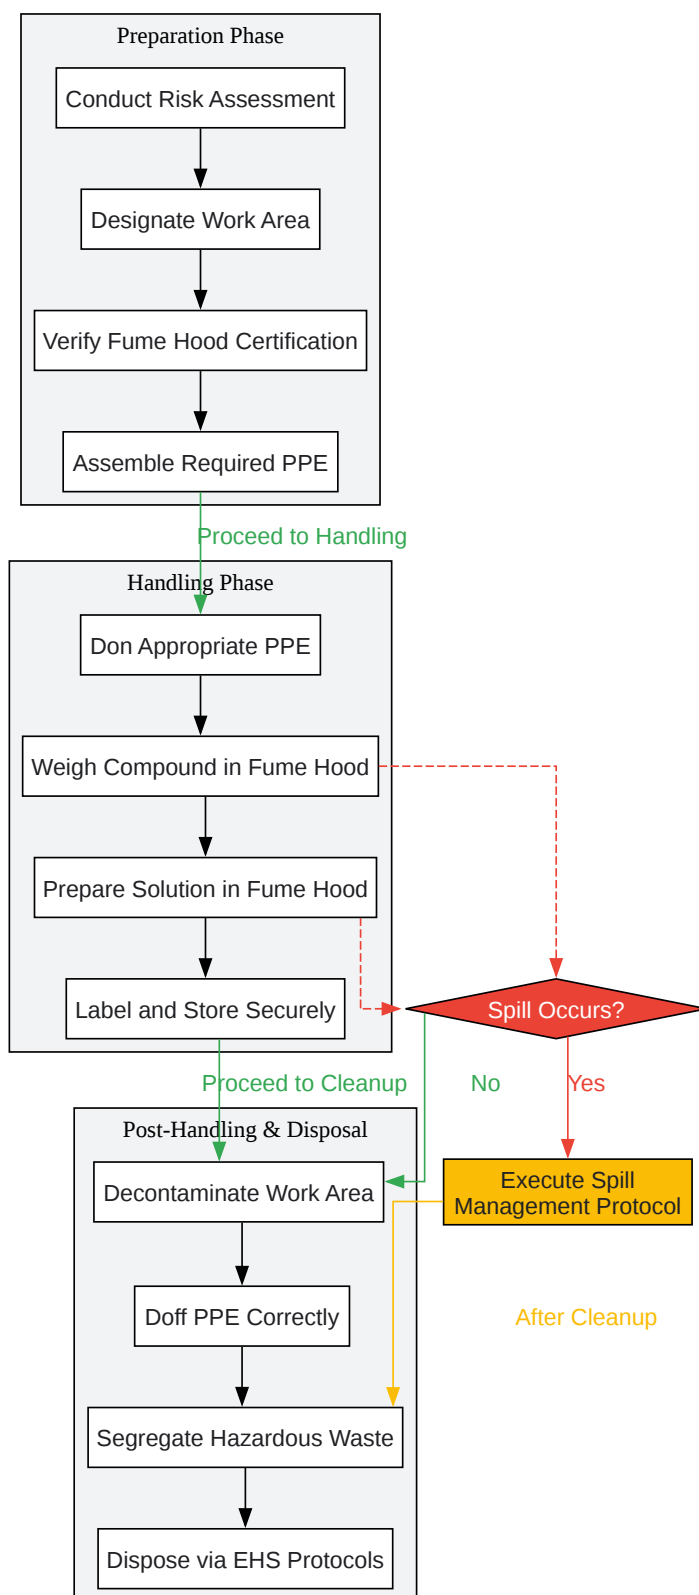 Preparation Phase
Conduct Risk Assessment
Designate Work Area
Verify Fume Hood Certification
Assemble Required PPE
Proceed to Handling
Handling Phase
Don Appropriate PPE
Weigh Compound in Fume Hood
Prepare Solution in Fume Hood
Label and Store Securely
Spill Occurs?
Proceed to Cleanup
No
Yes
Post-Handling & Disposal
Decontaminate Work Area
Execute Spill
Management Protocol
Doff PPE Correctly
After Cleanup
Segregate Hazardous Waste
Dispose via EHS Protocols